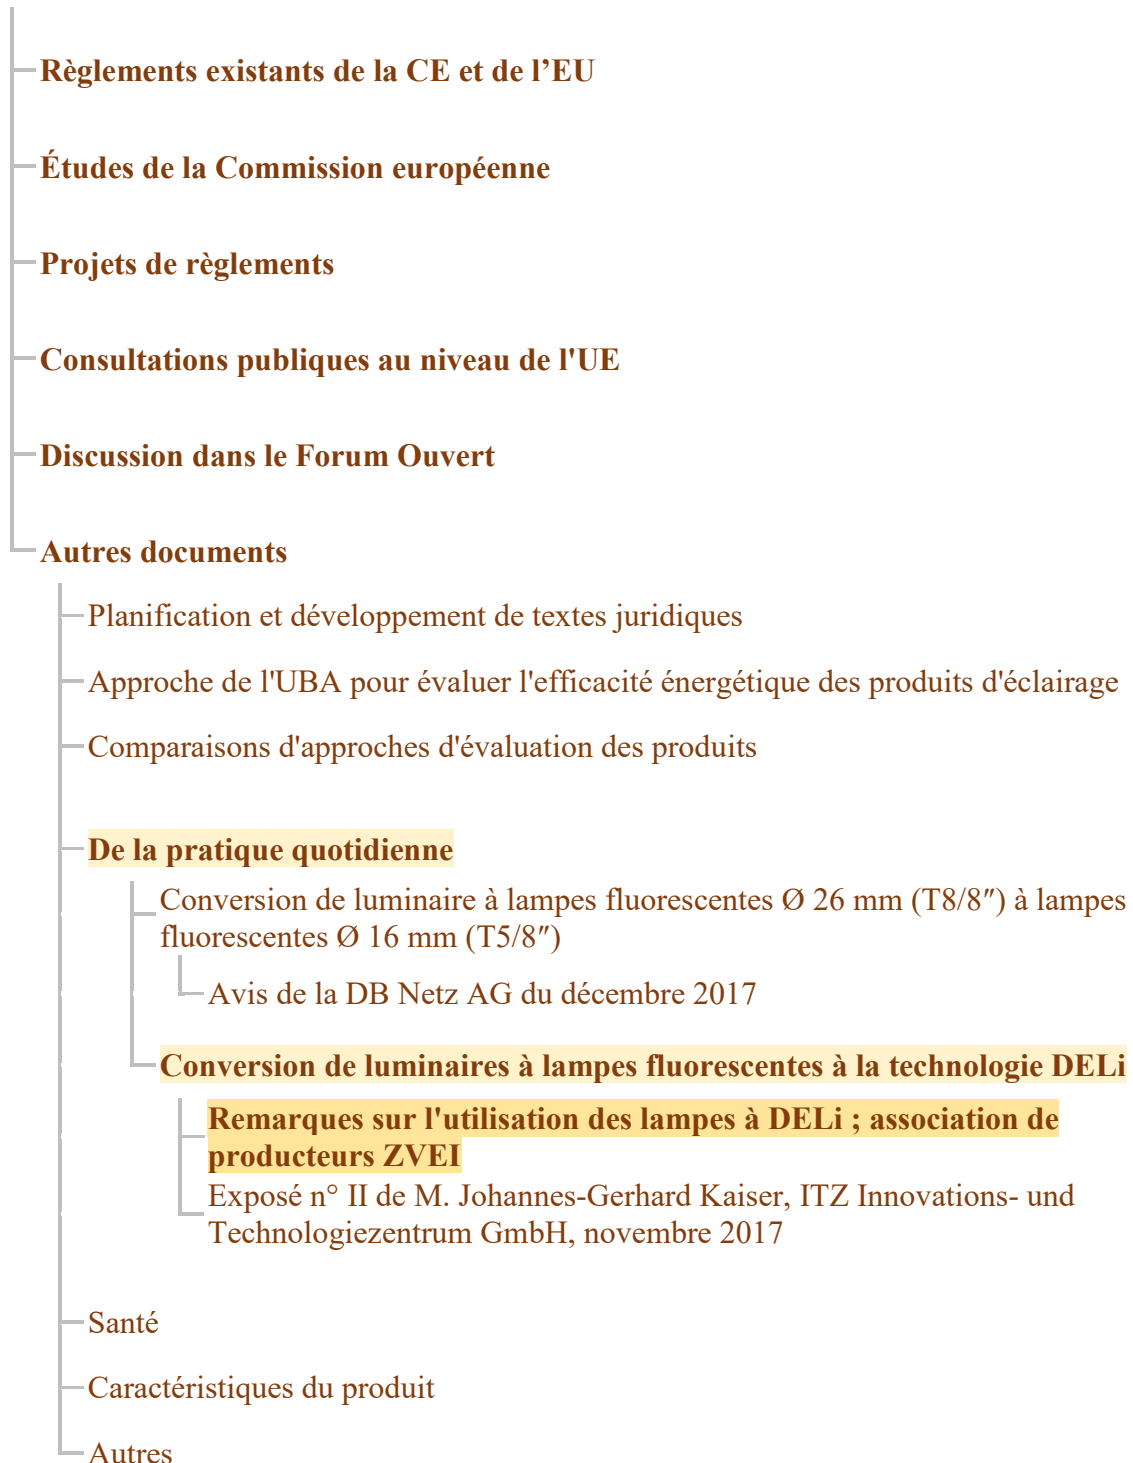 Règlements existants de la CE et de l’EU
Études de la Commission européenne
Projets de règlements
Consultations publiques au niveau de l'UE
Discussion dans le Forum Ouvert
Autres documents
Planification et développement de textes juridiques
Approche de l'UBA pour évaluer l'efficacité énergétique des produits d'éclairage
Comparaisons d'approches d'évaluation des produits
De la pratique quotidienne
Conversion de luminaire à lampes fluorescentes Ø 26 mm (T8/8″) à lampes
fluorescentes Ø 16 mm (T5/8″)
Avis de la DB Netz AG du décembre 2017
Conversion de luminaires à lampes fluorescentes à la technologie DELi
Remarques sur l'utilisation des lampes à DELi ; association de
producteurs ZVEI
Exposé n° II de M. Johannes-Gerhard Kaiser, ITZ Innovations- und
Technologiezentrum GmbH, novembre 2017
Santé
Caractéristiques du produit
Autres